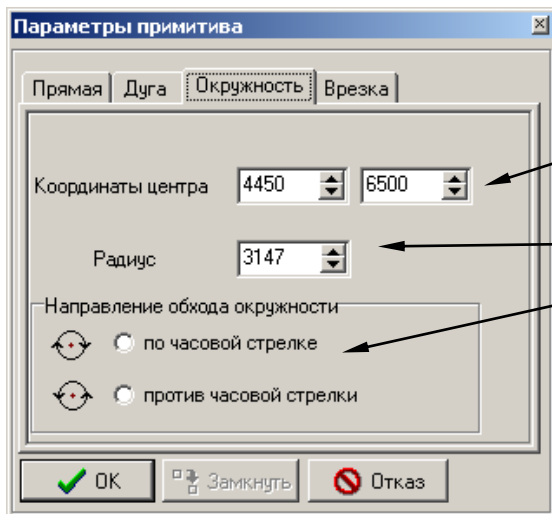 Параметры примитива
Прямая Дуга Окружность Врезка
Координаты центра 4450 6500
Радиус 3147
Направление обхода окружности
по часовой стрелке
против часовой стрелки
OK Замкнуть Отказ